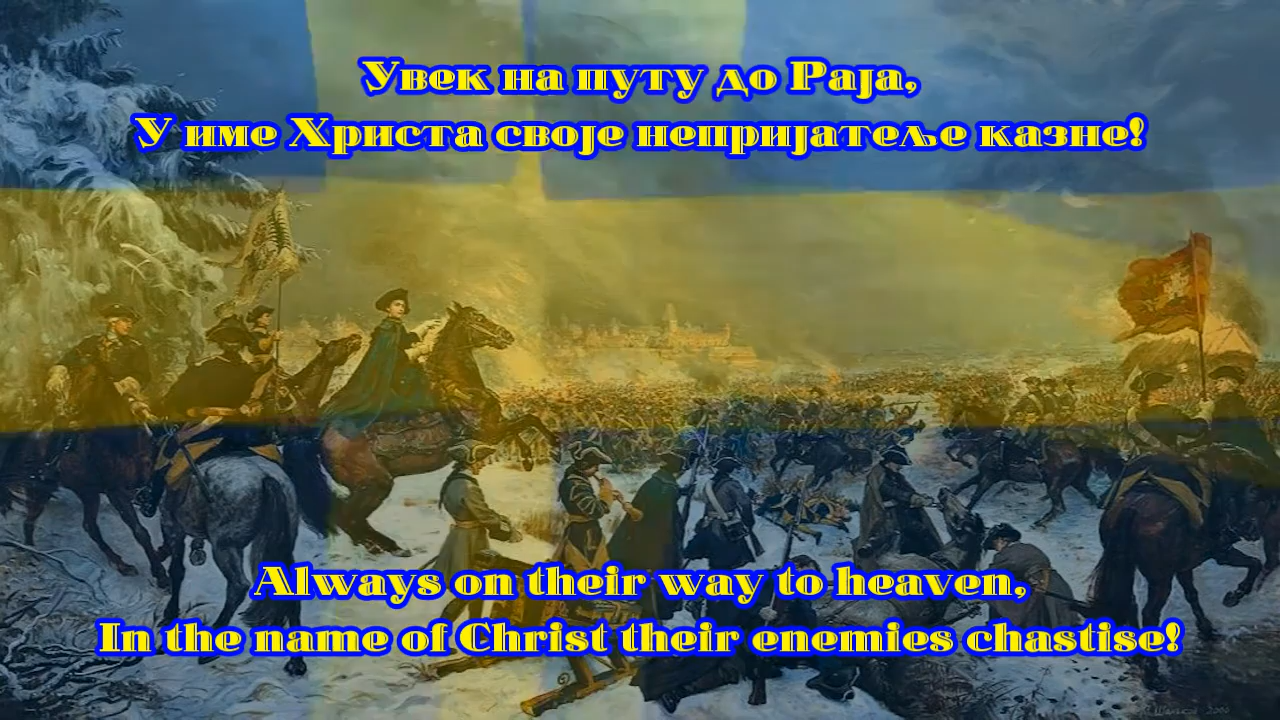 Увек на путу до Раја,
У име Христа своје непријатеље казне!
Always on their way to heaven,
In the name of Christ their enemies chastise!
2000